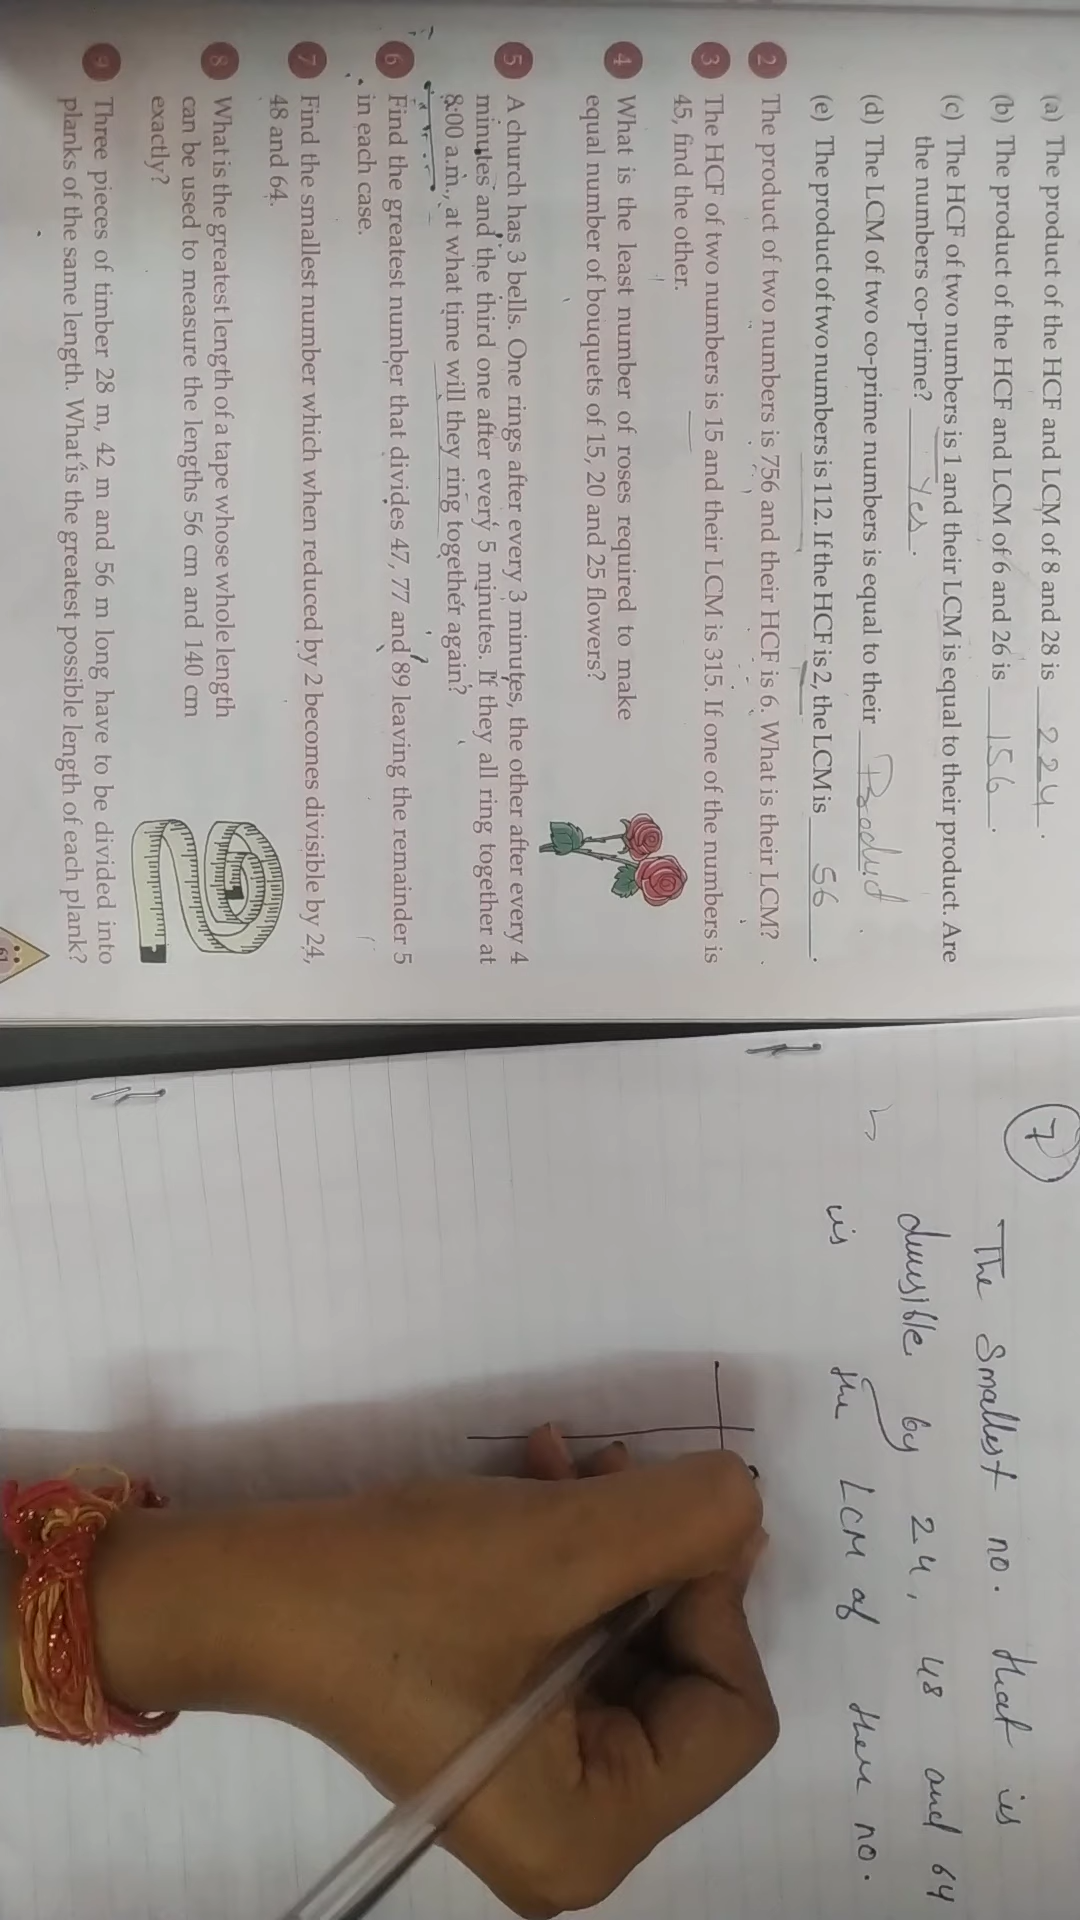 (a) The product of the HCF and LCM of 8 and 28 is 224.
(b) The product of the HCF and LCM of 6 and 26 is 156.
(c) The HCF of two numbers is 1 and their LCM is equal to their product. Are
the numbers co-prime? Yes.
(d) The LCM of two co-prime numbers is equal to their Product.
(e) The product of two numbers is 112. If the HCF is 2, the LCM is 56.
2 The product of two numbers is 756 and their HCF is 6. What is their LCM?
3 The HCF of two numbers is 15 and their LCM is 315. If one of the numbers is
45, find the other.
4 What is the least number of roses required to make
equal number of bouquets of 15, 20 and 25 flowers?
5 A church has 3 bells. One rings after every 3 minutes, the other after every 4
minutes and the third one after every 5 minutes. If they all ring together at
8:00 a.m., at what time will they ring together again?
6 Find the greatest number that divides 47, 77 and 89 leaving the remainder 5
in each case.
7 Find the smallest number which when reduced by 2 becomes divisible by 24,
48 and 64.
8 What is the greatest length of a tape whose whole length
can be used to measure the lengths 56 cm and 140 cm
exactly?
9 Three pieces of timber 28 m, 42 m and 56 m long have to be divided into
planks of the same length. What is the greatest possible length of each plank?
61
7 The smallest no. that is
divisible by 24, 48 and 64
is the LCM of these no.